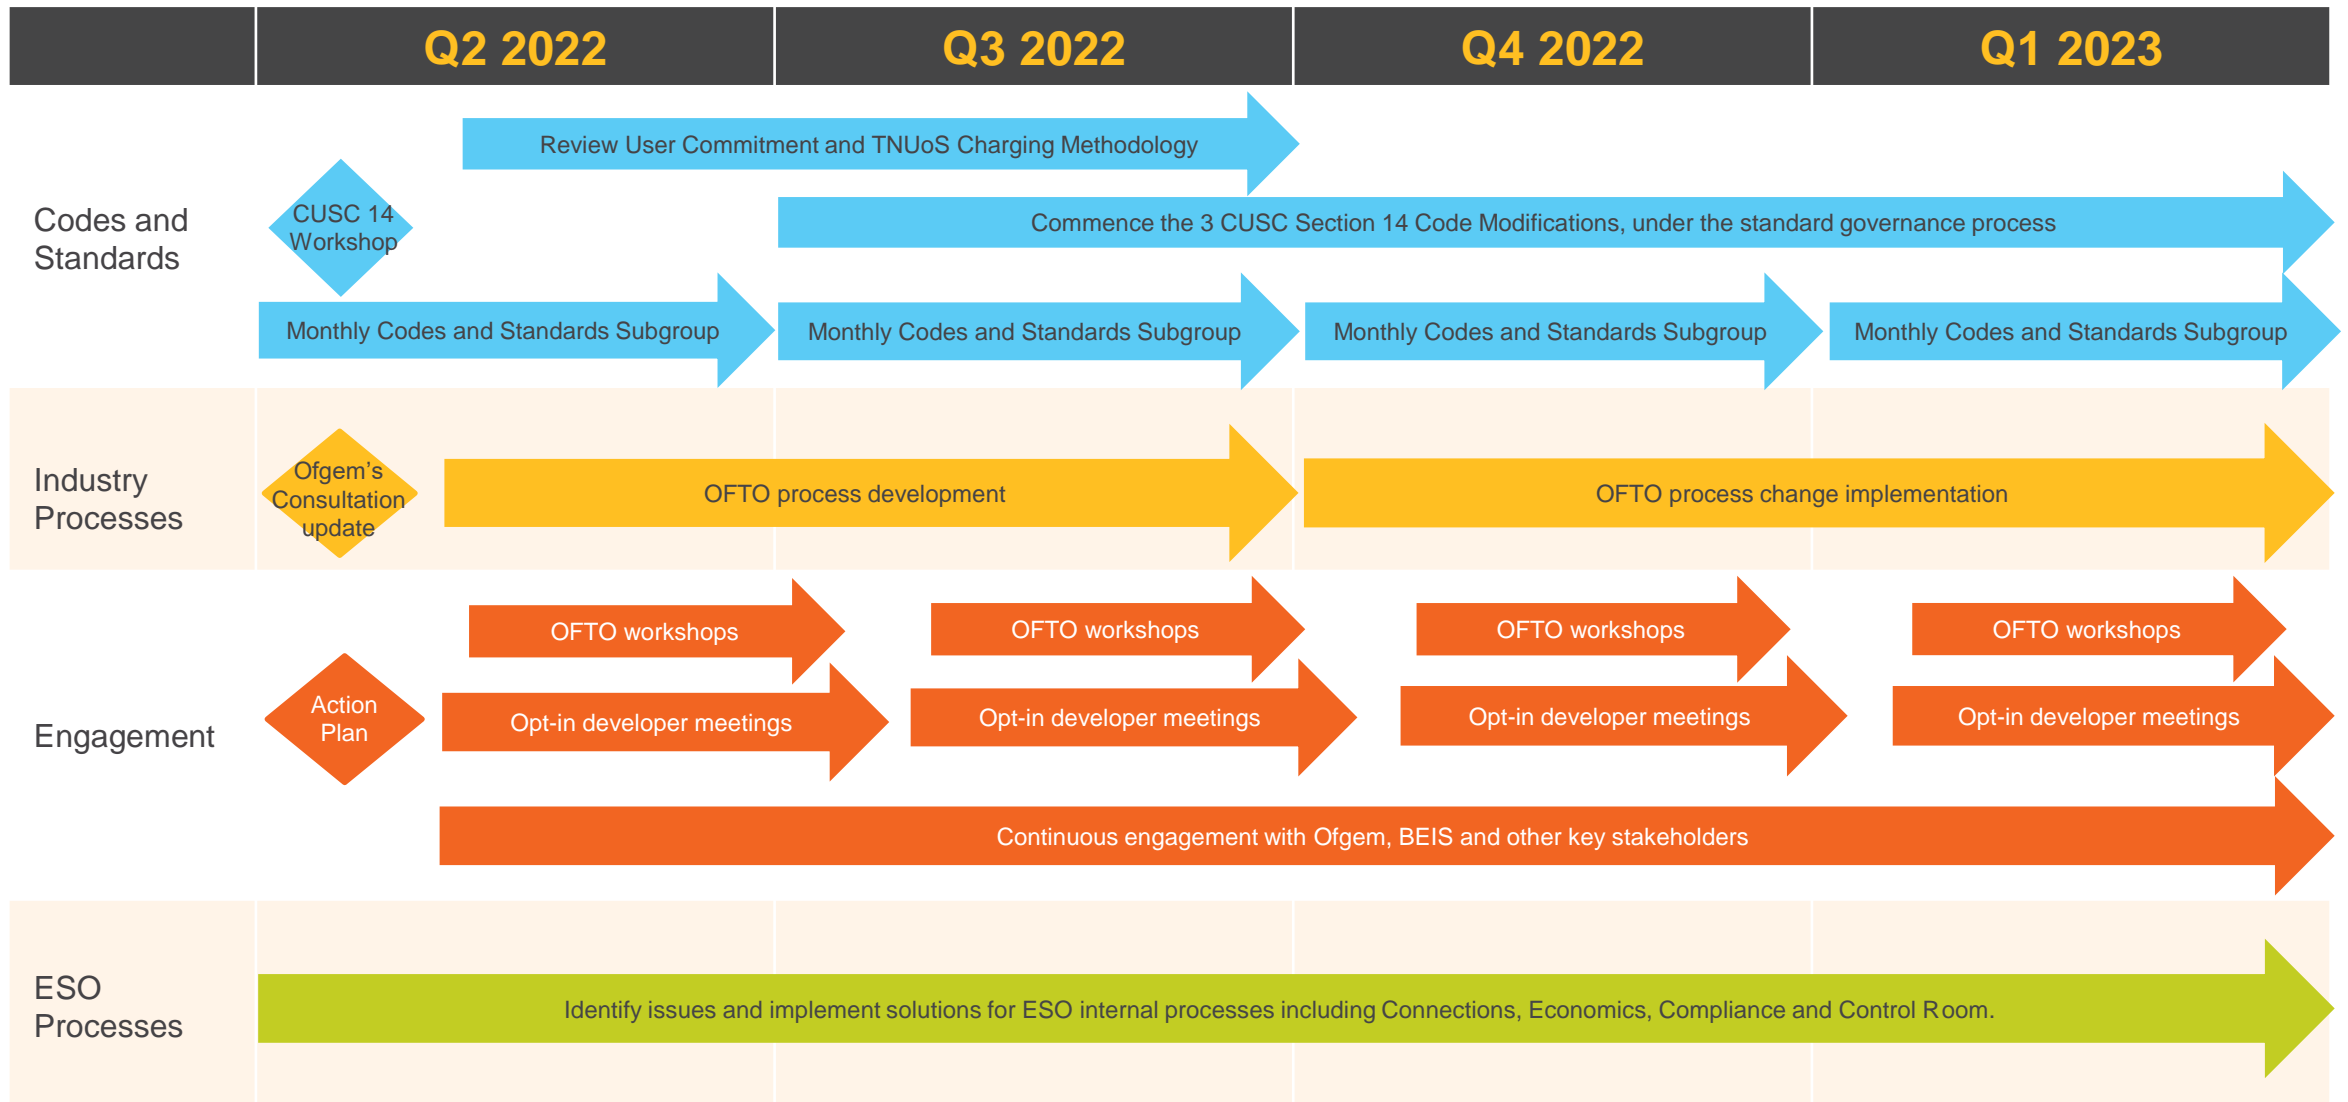 Q2 2022
Q3 2022
Q4 2022
Q1 2023
Codes and
Standards
Review User Commitment and TNUoS Charging Methodology
CUSC 14
Workshop
Commence the 3 CUSC Section 14 Code Modifications, under the standard governance process
Monthly Codes and Standards Subgroup
Monthly Codes and Standards Subgroup
Monthly Codes and Standards Subgroup
Monthly Codes and Standards Subgroup
Industry
Processes
Ofgem's
Consultation
update
OFTO process development
OFTO process change implementation
Engagement
OFTO workshops
OFTO workshops
OFTO workshops
OFTO workshops
Action
Plan
Opt-in developer meetings
Opt-in developer meetings
Opt-in developer meetings
Opt-in developer meetings
Continuous engagement with Ofgem, BEIS and other key stakeholders
ESO
Processes
Identify issues and implement solutions for ESO internal processes including Connections, Economics, Compliance and Control Room.